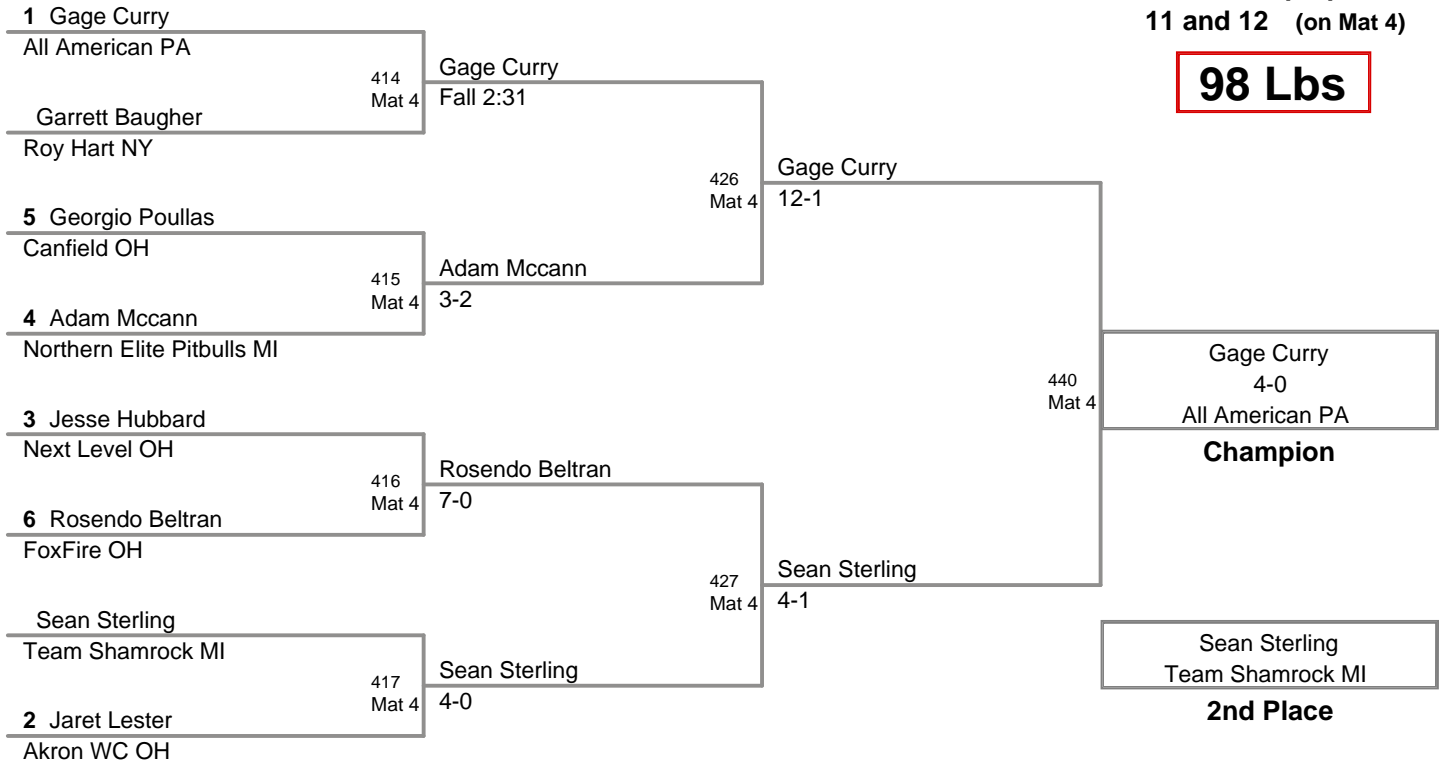 11 and 12 (on Mat 4)
98 Lbs
1 Gage Curry
All American PA
414
Mat 4
Gage Curry
Fall 2:31
Garrett Baugher
Roy Hart NY
426
Mat 4
Gage Curry
12-1
5 Georgio Poullas
Canfield OH
415
Mat 4
Adam Mccann
3-2
4 Adam Mccann
Northern Elite Pitbulls MI
440
Mat 4
Gage Curry
4-0
All American PA
Champion
3 Jesse Hubbard
Next Level OH
416
Mat 4
Rosendo Beltran
7-0
6 Rosendo Beltran
FoxFire OH
427
Mat 4
Sean Sterling
4-1
Sean Sterling
Team Shamrock MI
417
Mat 4
Sean Sterling
4-0
2 Jaret Lester
Akron WC OH
Sean Sterling
Team Shamrock MI
2nd Place